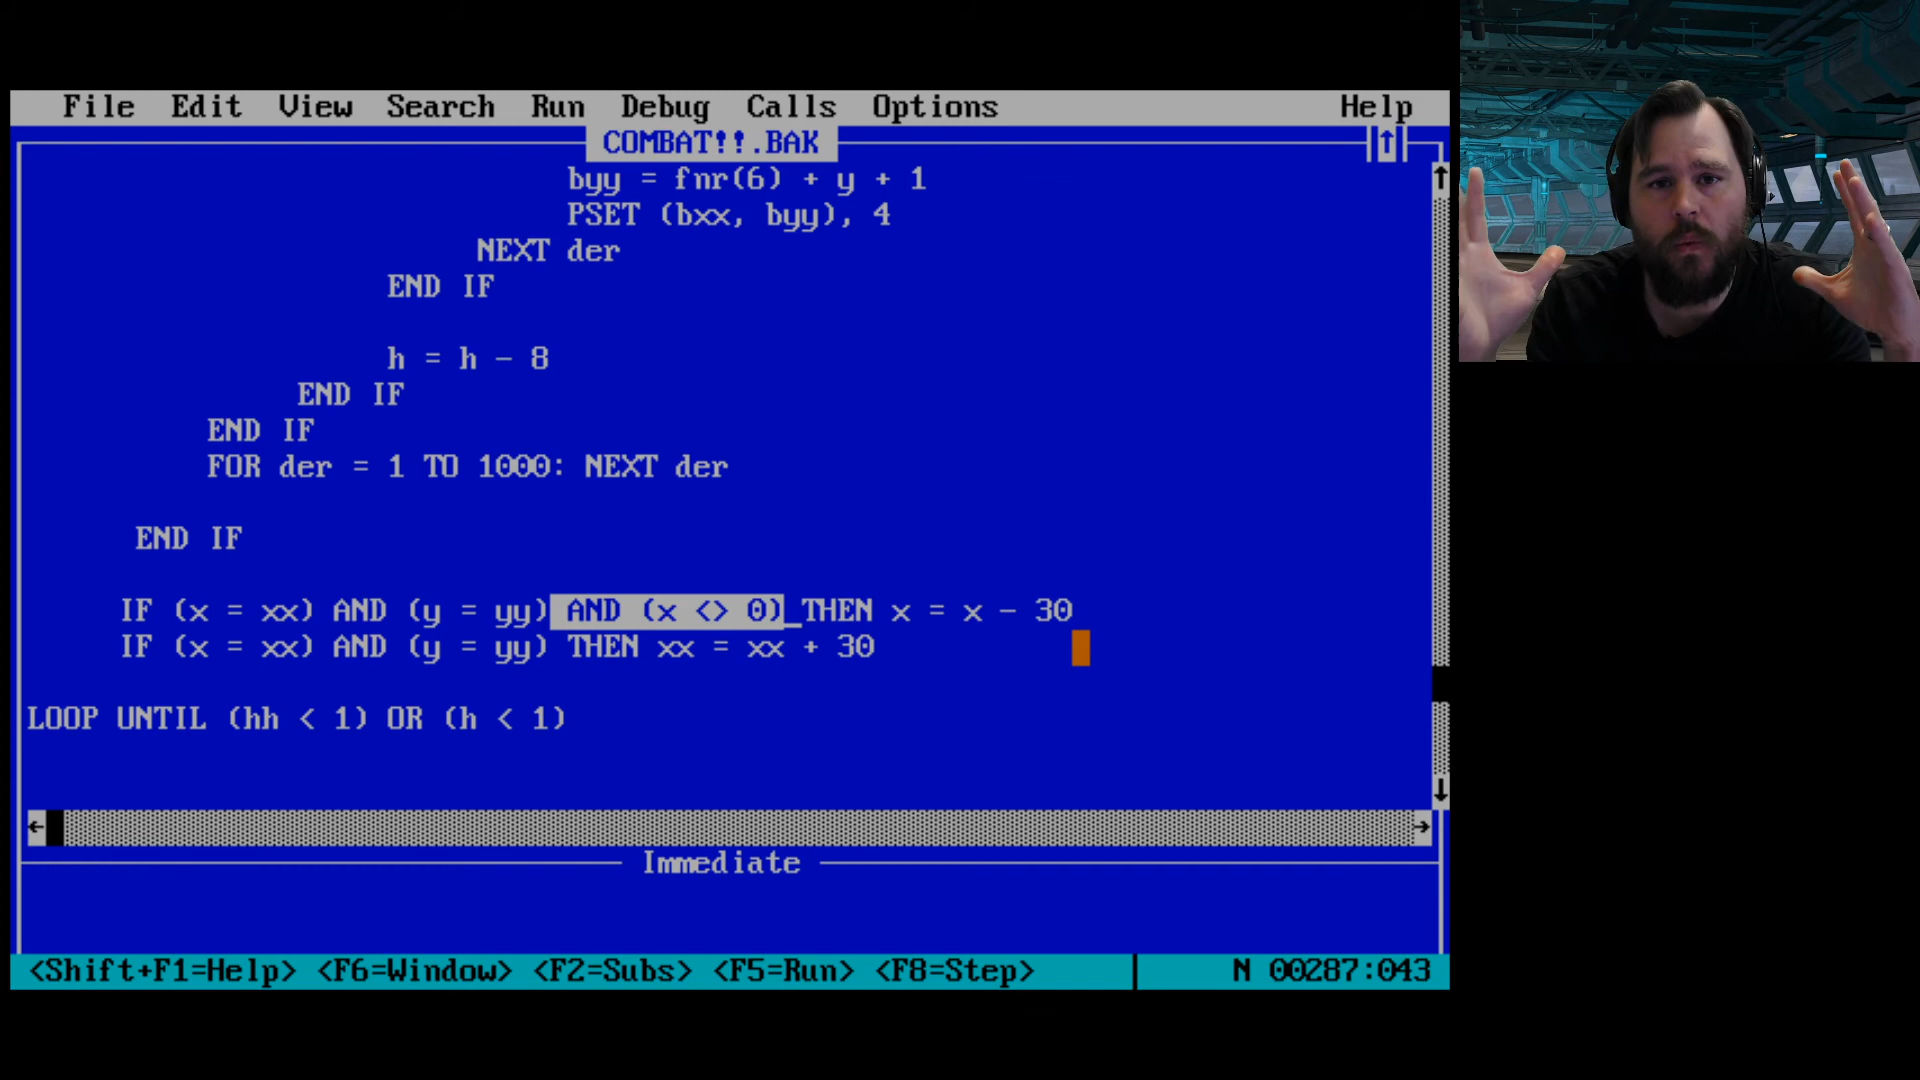 File Edit View Search Run Debug Calls Options Help
COMBAT!!.BAK
byy = fnr(6) + y + 1
PSET (bxx, byy), 4
NEXT der
END IF
h = h - 8
END IF
END IF
FOR der = 1 TO 1000: NEXT der
END IF
IF (x = xx) AND (y = yy) AND (x <> 0)_THEN x = x - 30
IF (x = xx) AND (y = yy) THEN xx = xx + 30
LOOP UNTIL (hh < 1) OR (h < 1)
Immediate
<Shift+F1=Help> <F6=Window> <F2=Subs> <F5=Run> <F8=Step> N 00287:043